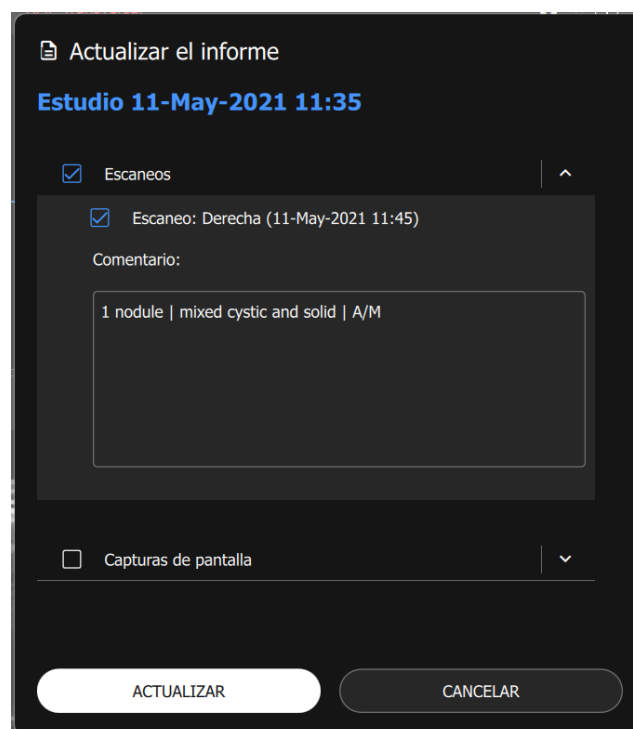 Actualizar el informe
Estudio 11-May-2021 11:35
Escaneos
Escaneo: Derecha (11-May-2021 11:45)
Comentario:
1 nodule | mixed cystic and solid | A/M
Capturas de pantalla
ACTUALIZAR
CANCELAR